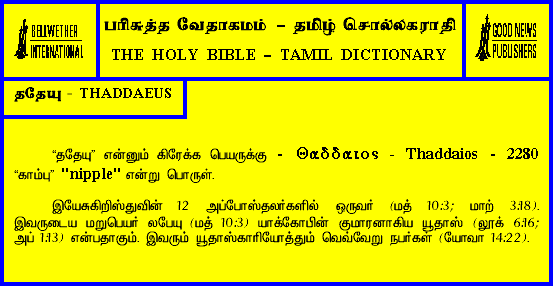 BELLWETHER
INTERNATIONAL
பரிசுத்த வேதாகமம் – தமிழ் சொல்லகராதி
THE HOLY BIBLE – TAMIL DICTIONARY
GOOD NEWS
PUBLISHERS
ததேயு - THADDAEUS
“ததேயு” என்னும் கிரேக்க பெயருக்கு - Θαδδαιος - Thaddaios - 2280
“காம்பு” "nipple" என்று பொருள்.
இயேசுகிறிஸ்துவின் 12 அப்போஸ்தலர்களில் ஒருவர் (மத் 10:3; மாற் 3:18).
இவருடைய மறுபெயர் லபேயு (மத் 10:3) யாக்கோபின் குமாரனாகிய யூதாஸ் (லூக் 6:16;
அப் 1:13) என்பதாகும். இவரும் யூதாஸ்காரியோத்தும் வெவ்வேறு நபர்கள் (யோவா 14:22).